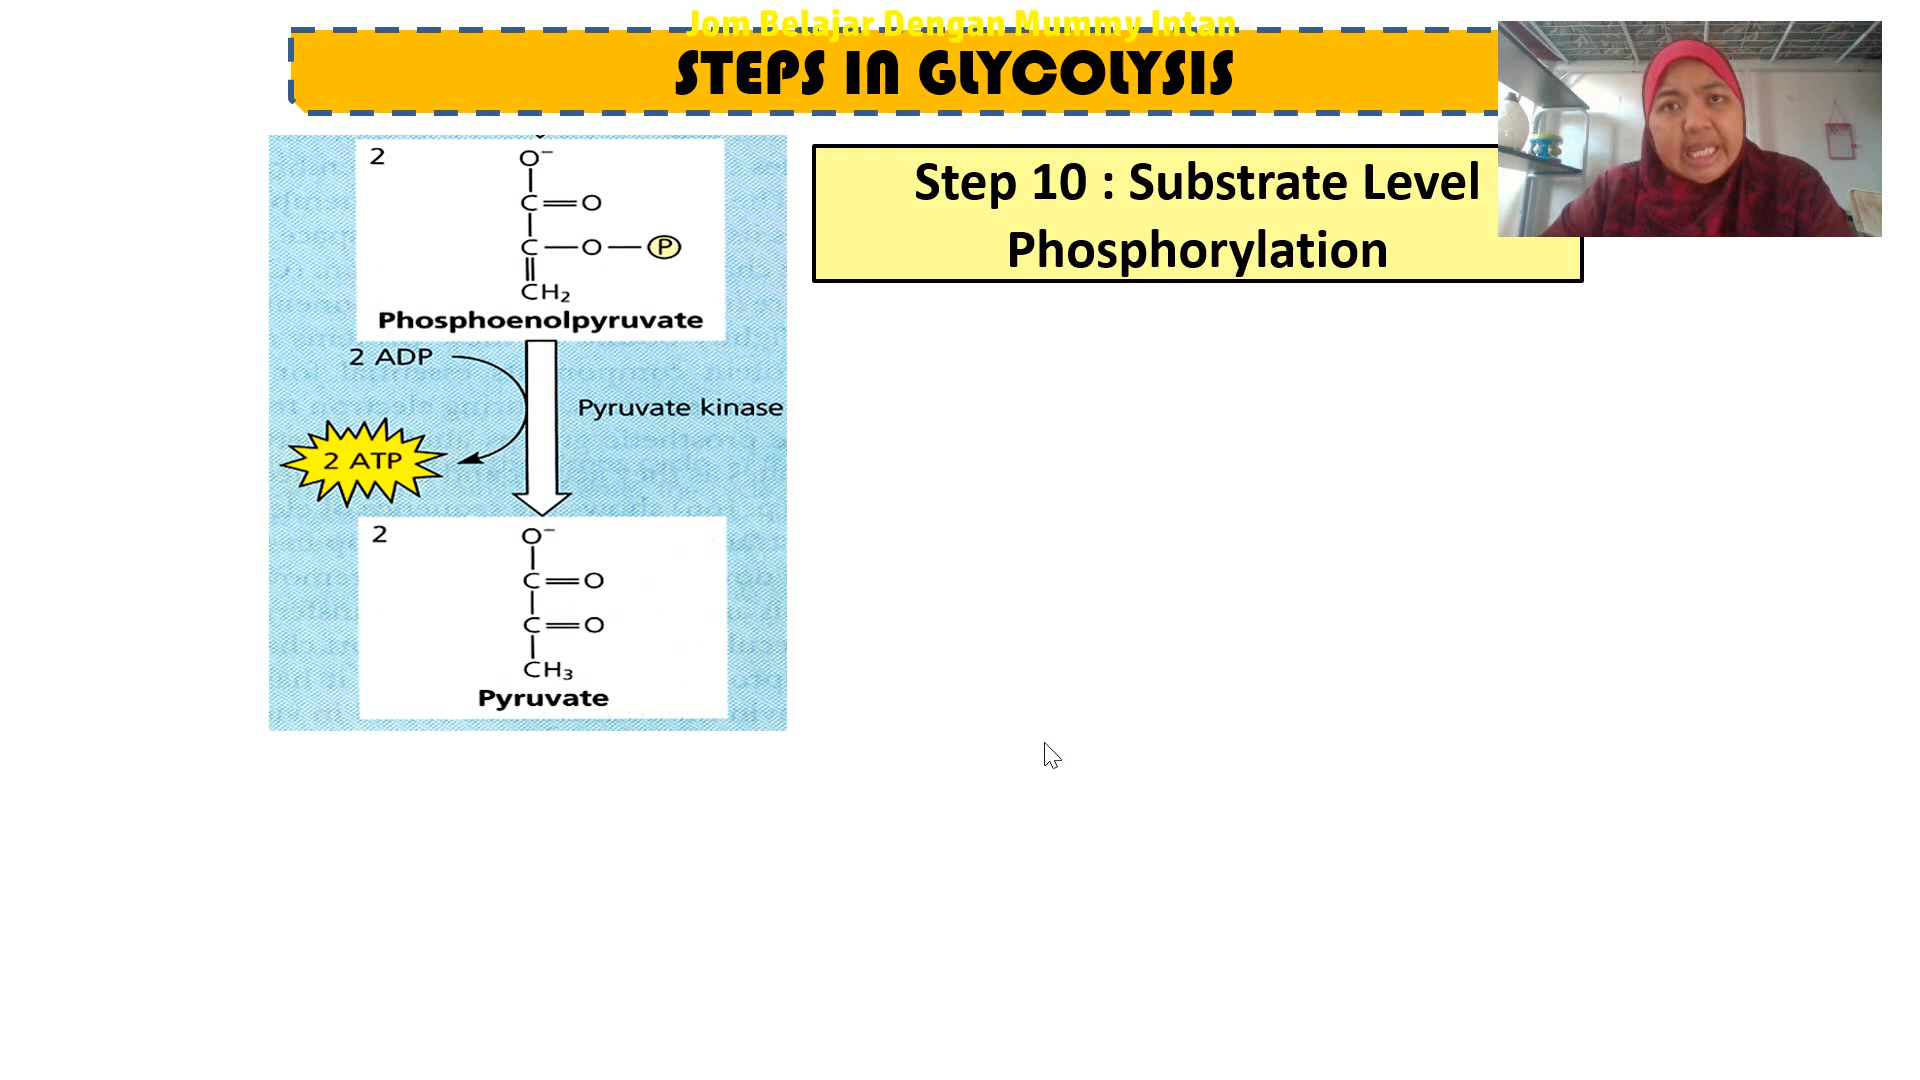 Jom Belajar Dengan Mummy Intan
STEPS IN GLYCOLYSIS
Step 10 : Substrate Level
Phosphorylation
2
O⁻
C=O
C—O—P
CH₂
Phosphoenolpyruvate
2 ADP
Pyruvate kinase
2 ATP
2
O⁻
C=O
C=O
CH₃
Pyruvate